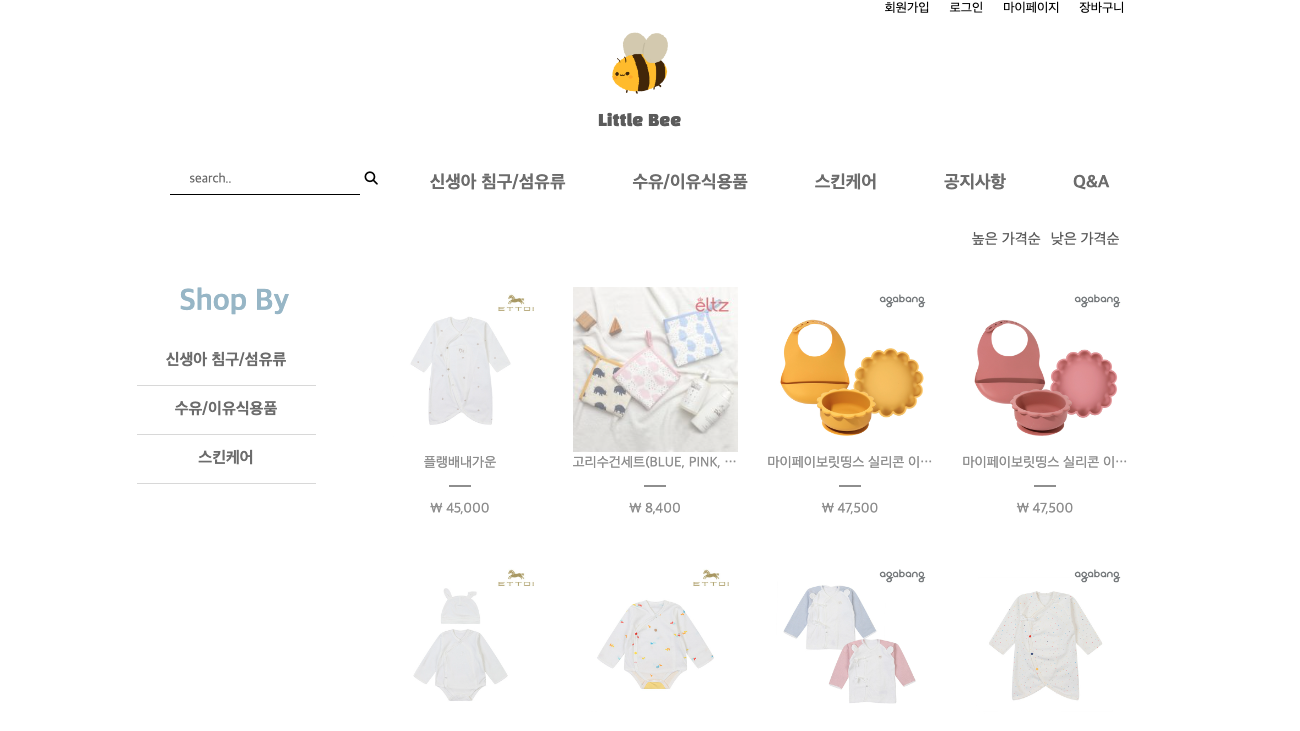 회원가입 로그인 마이페이지 장바구니
Little Bee
search..
신생아 침구/섬유류 수유/이유식용품 스킨케어 공지사항 Q&A
높은 가격순 낮은 가격순
Shop By
신생아 침구/섬유류
수유/이유식용품
스킨케어
ETTOI
eltz
agabang
agabang
플랭배내가운
고리수건세트(BLUE, PINK, ···
마이페이보릿띵스 실리콘 이···
마이페이보릿띵스 실리콘 이···
₩ 45,000
₩ 8,400
₩ 47,500
₩ 47,500
ETTOI
ETTOI
agabang
agabang